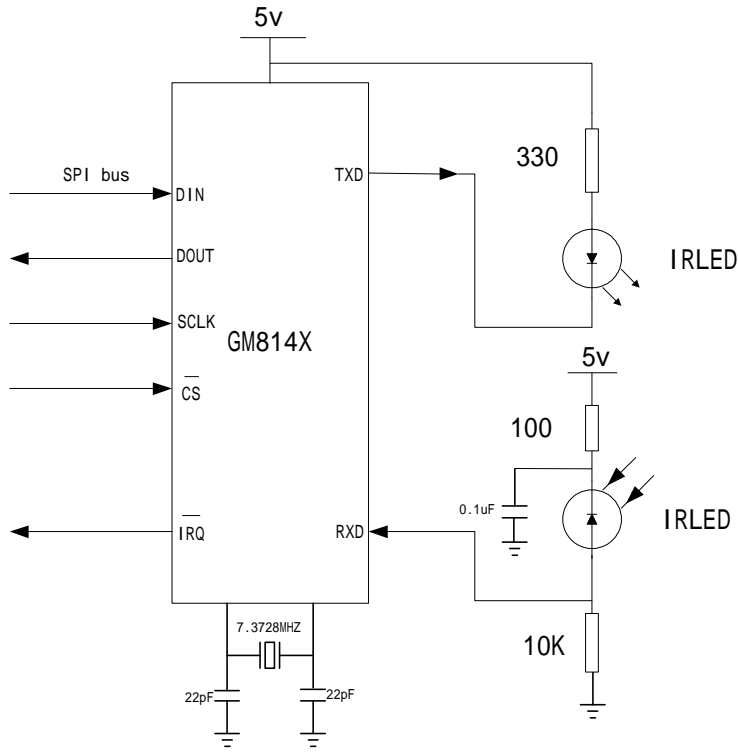 5v
SPI bus
DIN
DOUT
SCLK
CS
IRQ
GM814X
TXD
RXD
330
IRLED
5v
100
0.1uF
IRLED
10K
7.3728MHZ
22pF
22pF